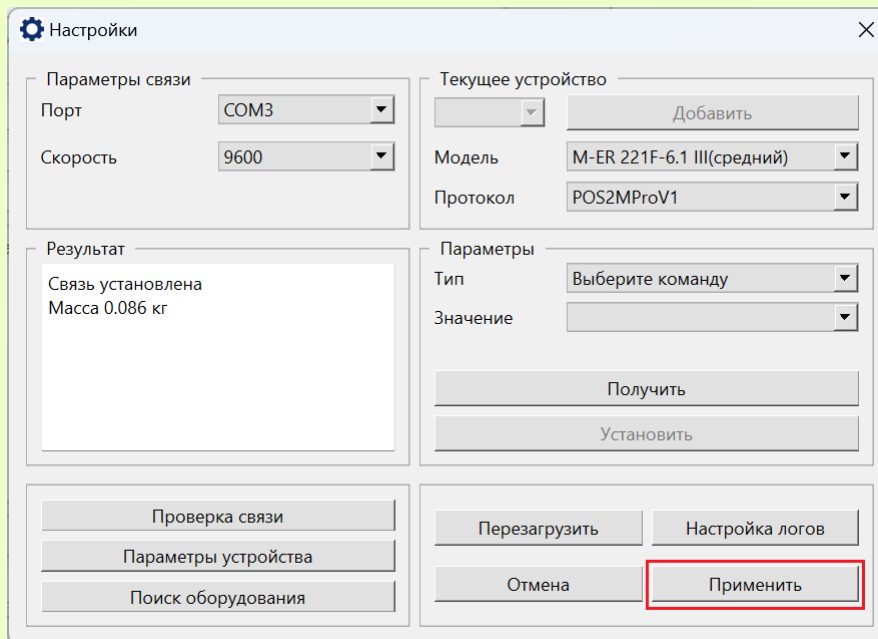 Настройки
Параметры связи
Порт
COM3
Скорость
9600
Текущее устройство
Добавить
Модель
M-ER 221F-6.1 III(средний)
Протокол
POS2MProV1
Результат
Связь установлена
Масса 0.086 кг
Параметры
Тип
Выберите команду
Значение
Получить
Установить
Проверка связи
Параметры устройства
Поиск оборудования
Перезагрузить
Настройка логов
Отмена
Применить